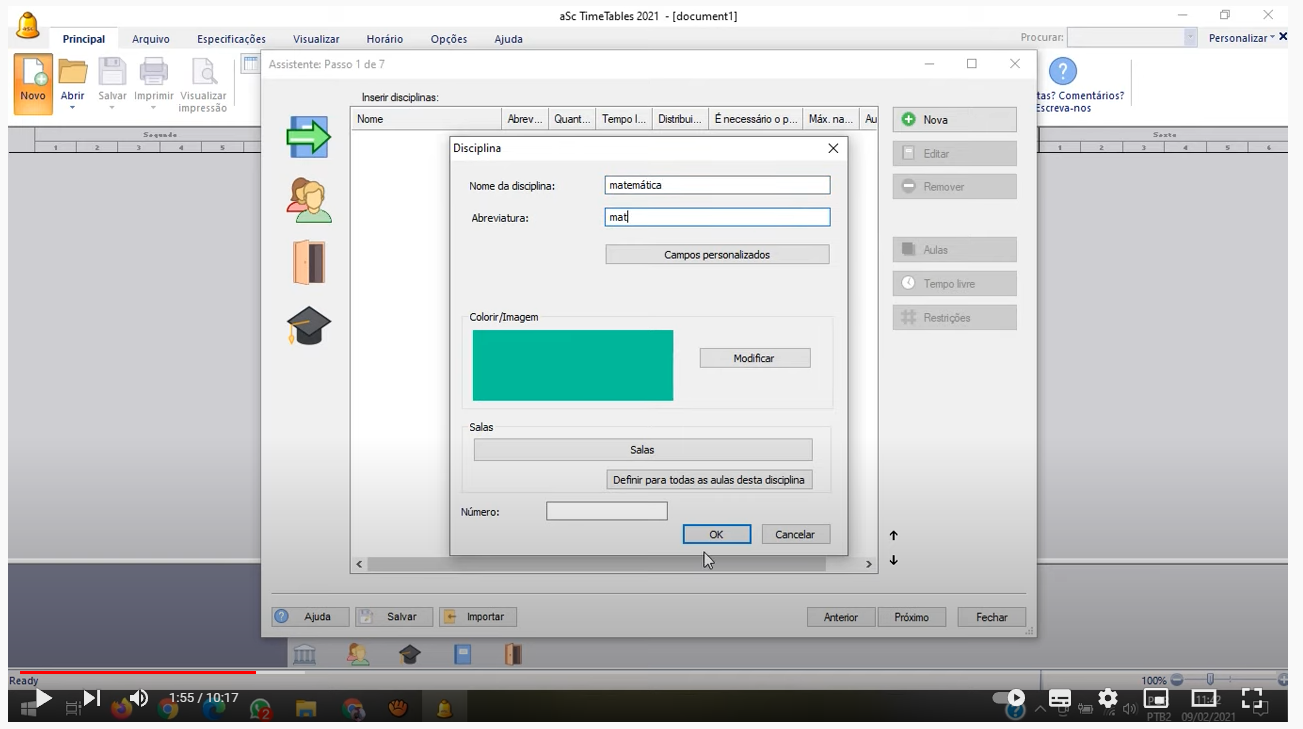 aSc TimeTables 2021 - [document1]
Principal Arquivo Especificações Visualizar Horário Opções Ajuda
Procurar: Personalizar
Novo Abrir Salvar Imprimir Visualizar impressão
tas? Comentários?
Escreva-nos
Assistente: Passo 1 de 7
Inserir disciplinas:
Nome Abrev... Quant... Tempo l... Distribui... É necessário o p... Máx. na... Au
Nova
Editar
Remover
Aulas
Tempo livre
Restrições
Segunda
1 2 3 4 5
Sexta
1 2 3 4 5 6
Disciplina
Nome da disciplina: matemática
Abreviatura: mat
Campos personalizados
Colorir/Imagem
Modificar
Salas
Salas
Definir para todas as aulas desta disciplina
Número:
OK Cancelar
Ajuda Salvar Importar Anterior Próximo Fechar
Ready 100%
1:55 / 10:17
2
11:42
PTB2 09/02/2021